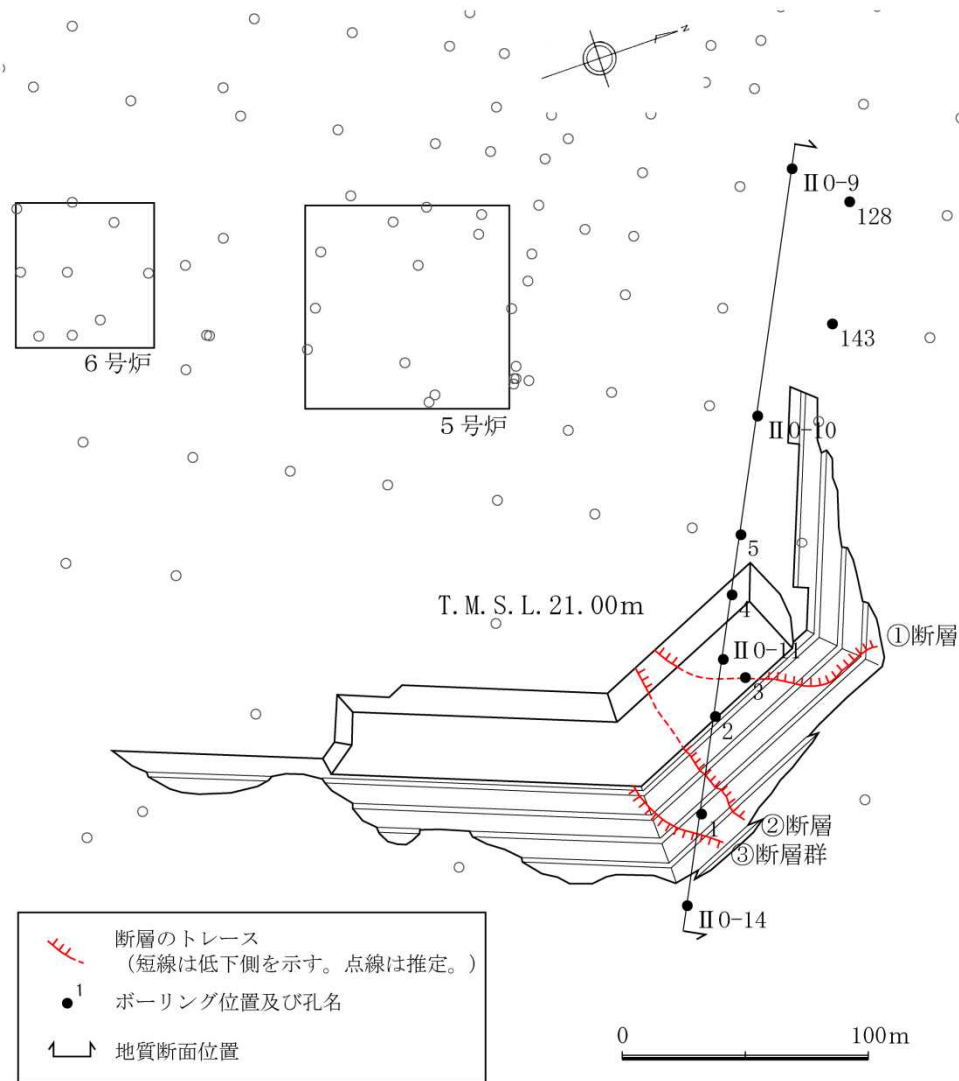 N
Ⅱ0-9
128
143
6号炉
5号炉
Ⅱ0-10
5
T.M.S.L.21.00m
4
①断層
Ⅱ0-11
3
2
1
②断層
③断層群
Ⅱ0-14
断層のトレース
(短線は低下側を示す。点線は推定。)
1
ボーリング位置及び孔名
地質断面位置
0
100m